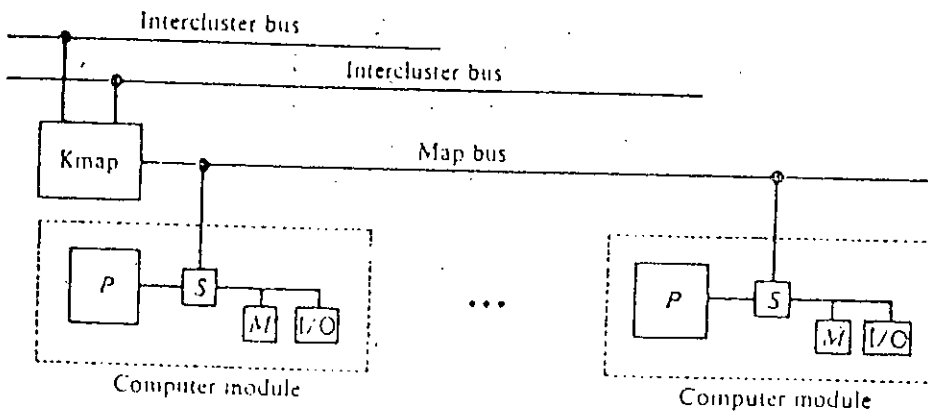 Intercluster bus
Intercluster bus
Kmap
Map bus
P
S
M
I/O
...
P
S
M
I/O
Computer module
Computer module